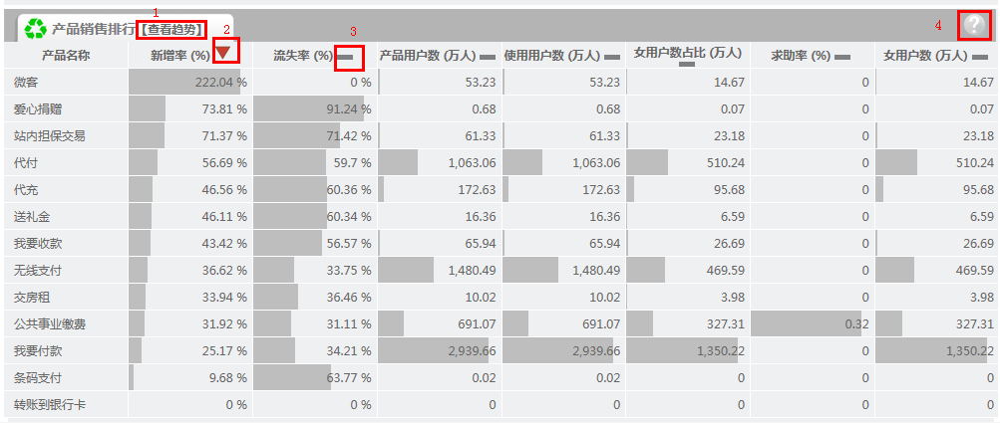 1 2 3 4
产品销售排行【查看趋势】 ?
产品名称 新增率 (%) 流失率 (%) 产品用户数 (万人) 使用用户数 (万人) 女用户数占比 (万人) 求助率 (%) 女用户数 (万人)
微客 222.04 % 0 % 53.23 53.23 14.67 0 14.67
爱心捐赠 73.81 % 91.24 % 0.68 0.68 0.07 0 0.07
站内担保交易 71.37 % 71.42 % 61.33 61.33 23.18 0 23.18
代付 56.69 % 59.7 % 1,063.06 1,063.06 510.24 0 510.24
代充 46.56 % 60.36 % 172.63 172.63 95.68 0 95.68
送礼金 46.11 % 60.34 % 16.36 16.36 6.59 0 6.59
我要收款 43.42 % 56.57 % 65.94 65.94 26.69 0 26.69
无线支付 36.62 % 33.75 % 1,480.49 1,480.49 469.59 0 469.59
交房租 33.94 % 36.46 % 10.02 10.02 3.98 0 3.98
公共事业缴费 31.92 % 31.11 % 691.07 691.07 327.31 0.32 327.31
我要付款 25.17 % 34.21 % 2,939.66 2,939.66 1,350.22 0 1,350.22
条码支付 9.68 % 63.77 % 0.02 0.02 0 0 0
转账到银行卡 0 % 0 % 0 0 0 0 0